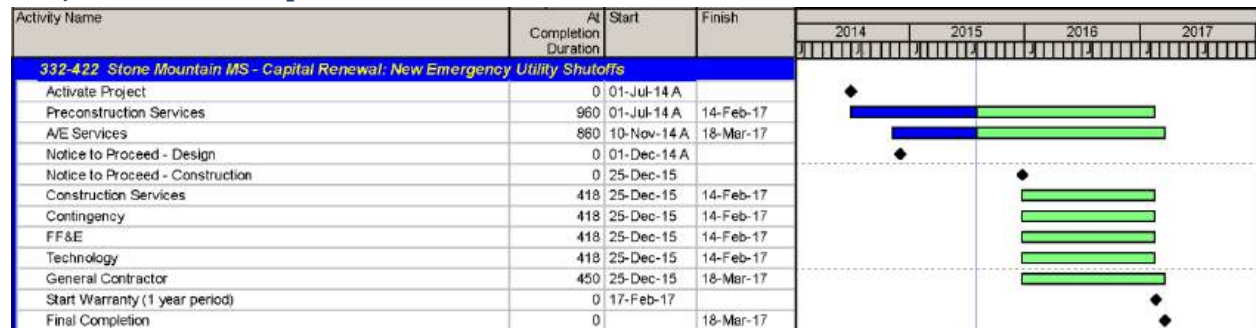 Activity Name At Completion Duration Start Finish 2014 2015 2016 2017
J J J J
332-422 Stone Mountain MS - Capital Renewal: New Emergency Utility Shutoffs
Activate Project 0 01-Jul-14 A
Preconstruction Services 960 01-Jul-14 A 14-Feb-17
A/E Services 860 10-Nov-14 A 18-Mar-17
Notice to Proceed - Design 0 01-Dec-14 A
Notice to Proceed - Construction 0 25-Dec-15
Construction Services 418 25-Dec-15 14-Feb-17
Contingency 418 25-Dec-15 14-Feb-17
FF&E 418 25-Dec-15 14-Feb-17
Technology 418 25-Dec-15 14-Feb-17
General Contractor 450 25-Dec-15 18-Mar-17
Start Warranty (1 year period) 0 17-Feb-17
Final Completion 0 18-Mar-17